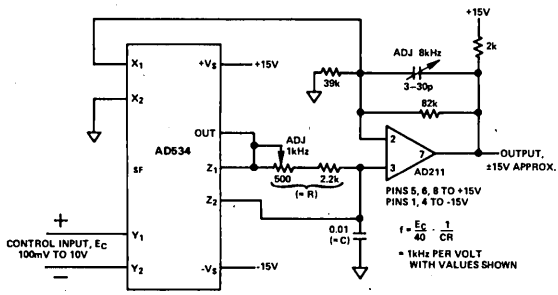 +15V
2k
X1
+VS
+15V
39k
ADJ 8kHz
3–30p
X2
82k
OUT
ADJ
1kHz
2
7
OUTPUT,
±15V APPROX.
AD534
SF
Z1
500
2.2k
3
AD211
(= R)
PINS 5, 6, 8 TO +15V
PINS 1, 4 TO -15V
Z2
+
0.01
(= C)
f = EC/40 · 1/CR
= 1kHz PER VOLT
WITH VALUES SHOWN
CONTROL INPUT, EC
100mV TO 10V
Y1
Y2
–
-VS
-15V